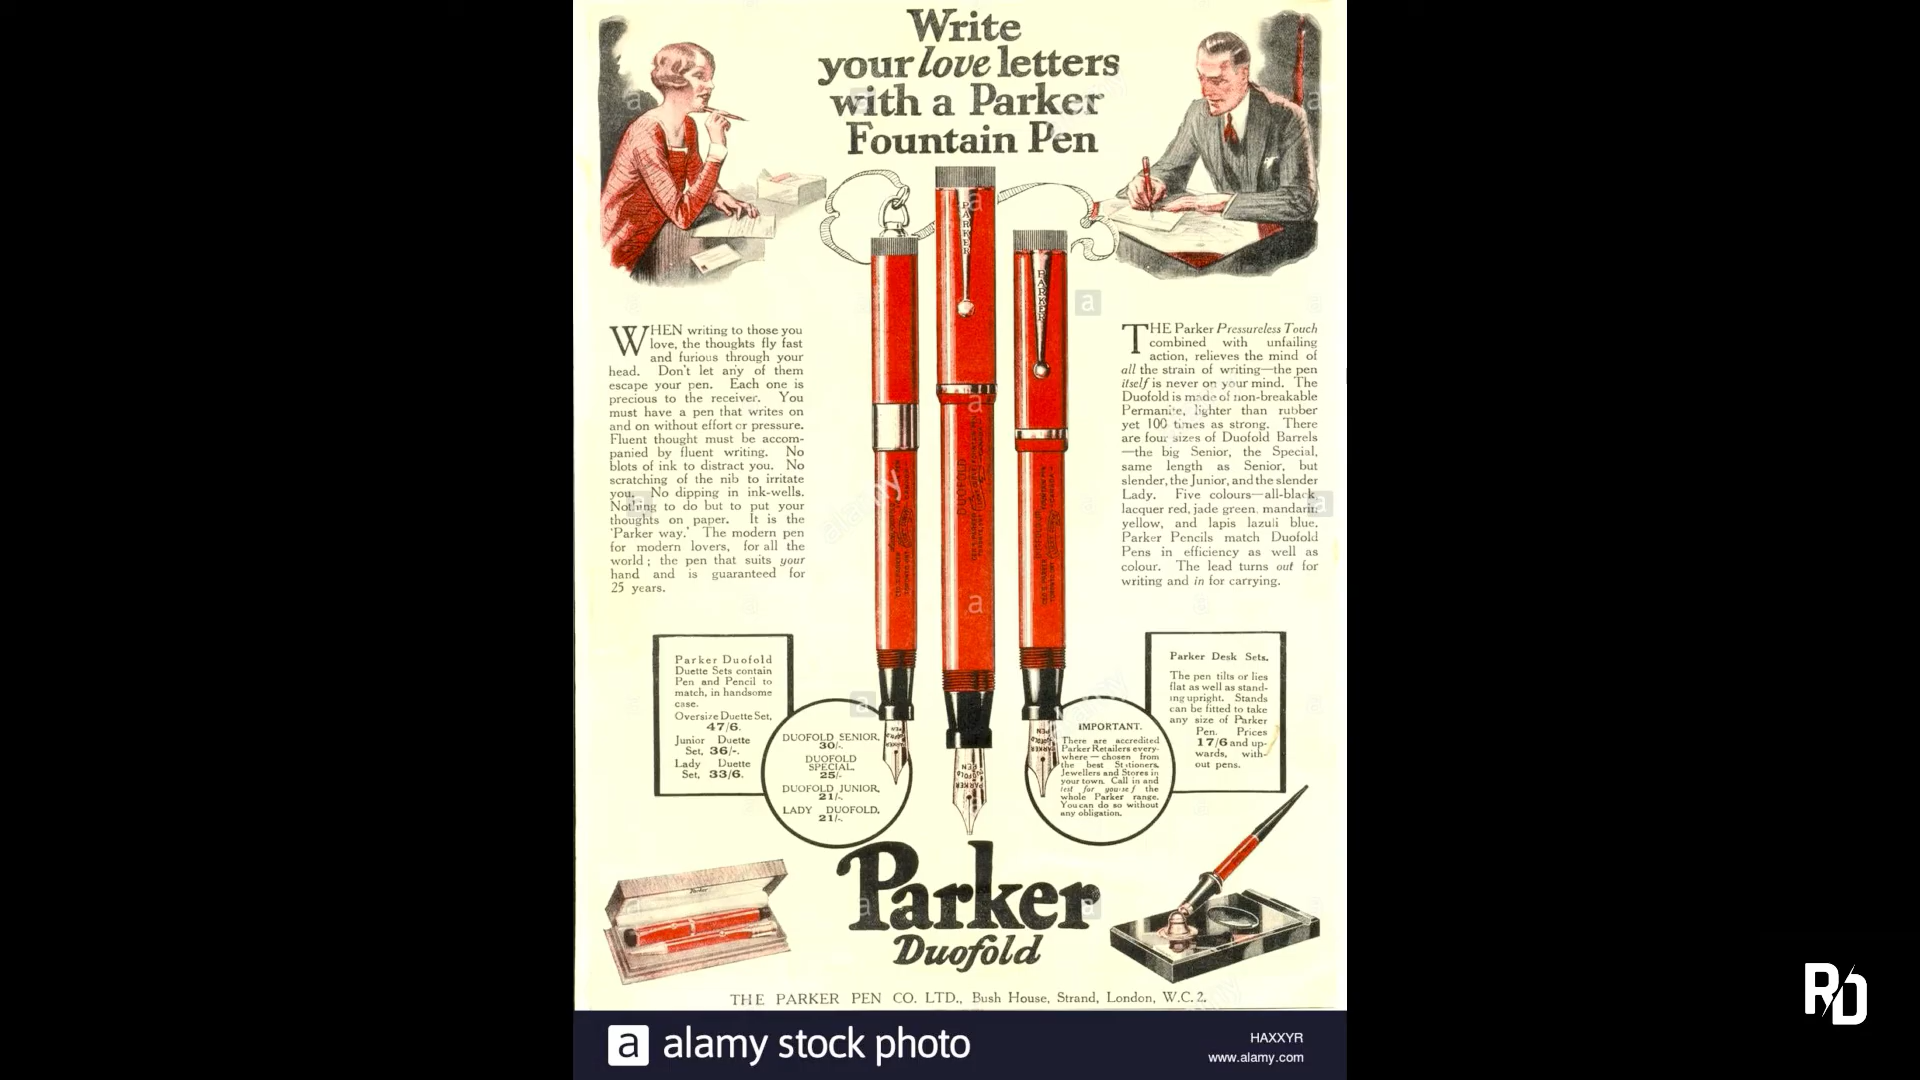 Write
your love letters
with a Parker
Fountain Pen
WHEN writing to those you
love, the thoughts fly fast
and furious through your
head. Don't let any of them
escape your pen. Each one is
precious to the receiver. You
must have a pen that writes on
and on without effort or pressure.
Fluent thought must be accom-
panied by fluent writing. No
blots of ink to distract you. No
scratching of the nib to irritate
you. No dipping in ink-wells.
Nothing to do but to put your
thoughts on paper. It is the
'Parker way.' The modern pen
for modern lovers, for all the
world; the pen that suits your
hand and is guaranteed for
25 years.
PARKER
PARKER
THE Parker Pressureless Touch
combined with unfailing
action, relieves the mind of
all the strain of writing—the pen
itself is never on your mind. The
Duofold is made of non-breakable
Permanite, lighter than rubber
yet 100 times as strong. There
are four sizes of Duofold Barrels
—the big Senior, the Special,
same length as Senior, but
slender, the Junior, and the slender
Lady. Five colours—all-black,
lacquer red, jade green, mandarin
yellow, and lapis lazuli blue.
Parker Pencils match Duofold
Pens in efficiency as well as
colour. The lead turns out for
writing and in for carrying.
DUOFOLD
Parker Duofold
Duette Sets contain
Pen and Pencil to
match, in handsome
case.
Oversize Duette Set,
47/6.
Junior Duette
Set, 36/-.
Lady Duette
Set, 33/6.
DUOFOLD SENIOR,
30/-.
DUOFOLD
SPECIAL,
25/-
DUOFOLD JUNIOR,
21/-.
LADY DUOFOLD,
21/-.
PARKER
DUOFOLD
PEN
IMPORTANT.
There are accredited
Parker Retailers every-
where—chosen from
the best Stationers,
Jewellers and Stores in
your town. Call in and
test for yourself the
whole Parker range.
You can do so without
any obligation.
Parker Desk Sets.
The pen tilts or lies
flat as well as stand-
ing upright. Stands
can be fitted to take
any size of Parker
Pen. Prices
17/6 and up-
wards, with-
out pens.
Parker
Parker
Duofold
THE PARKER PEN CO. LTD., Bush House, Strand, London, W.C.2.
a alamy stock photo
HAXXYR
www.alamy.com
RD
alamy